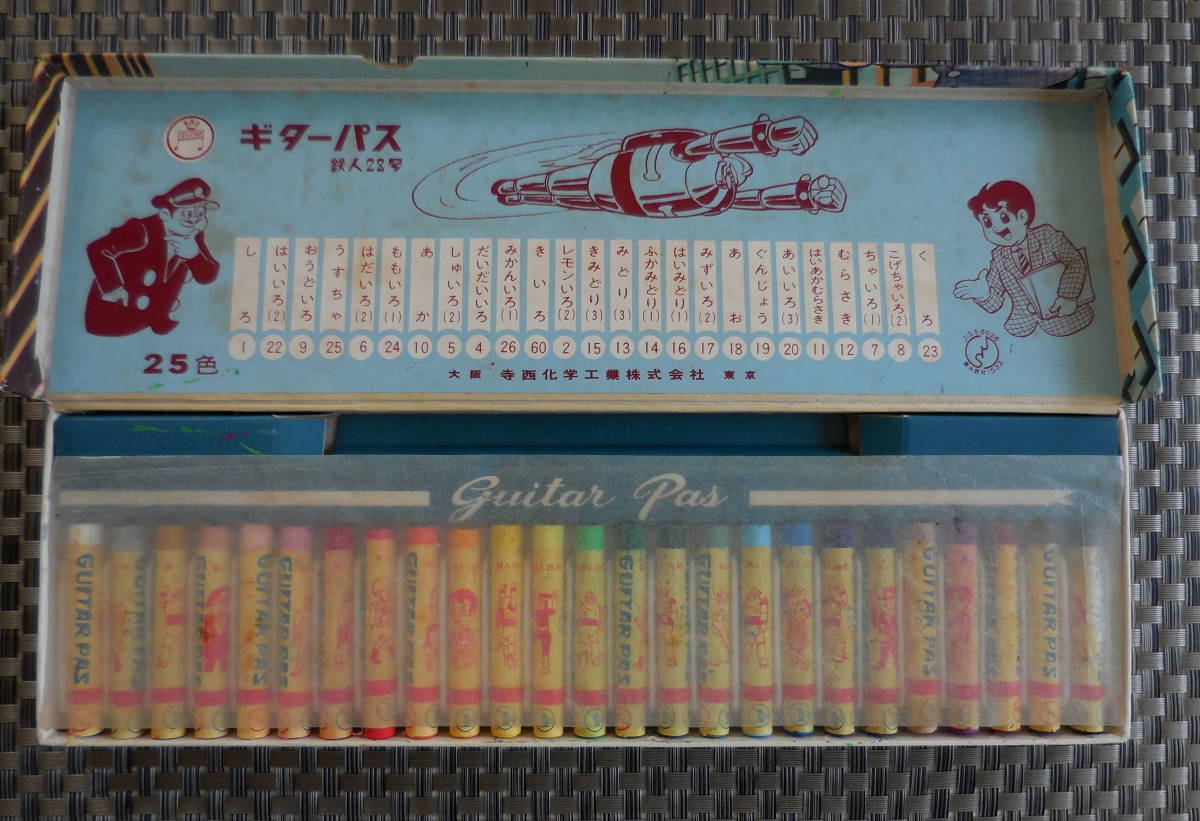 ギターパス
鉄人28号
しろ
1
はいいろ(2)
22
おうどいろ
9
うすちゃ
25
はだいろ(2)
6
ももいろ(1)
24
あか
10
しゅいろ(2)
5
だいだいいろ
4
みかんいろ(1)
26
きいろ
60
レモンいろ(2)
2
きみどり(3)
15
みどり(3)
13
ふかみどり(1)
14
はいみどり(1)
16
みずいろ(2)
17
あお
18
ぐんじょう
19
あいいろ(3)
20
はいあかむらさき
11
むらさき
12
ちゃいろ(1)
7
こげちゃいろ(2)
8
くろ
23
25色
大阪 寺西化学工業株式会社 東京
Guitar Pas
GUITAR PAS
GUITAR PAS
GUITAR PAS
GUITAR PAS
GUITAR PAS
GUITAR PAS
GUITAR PAS
GUITAR PAS
GUITAR PAS